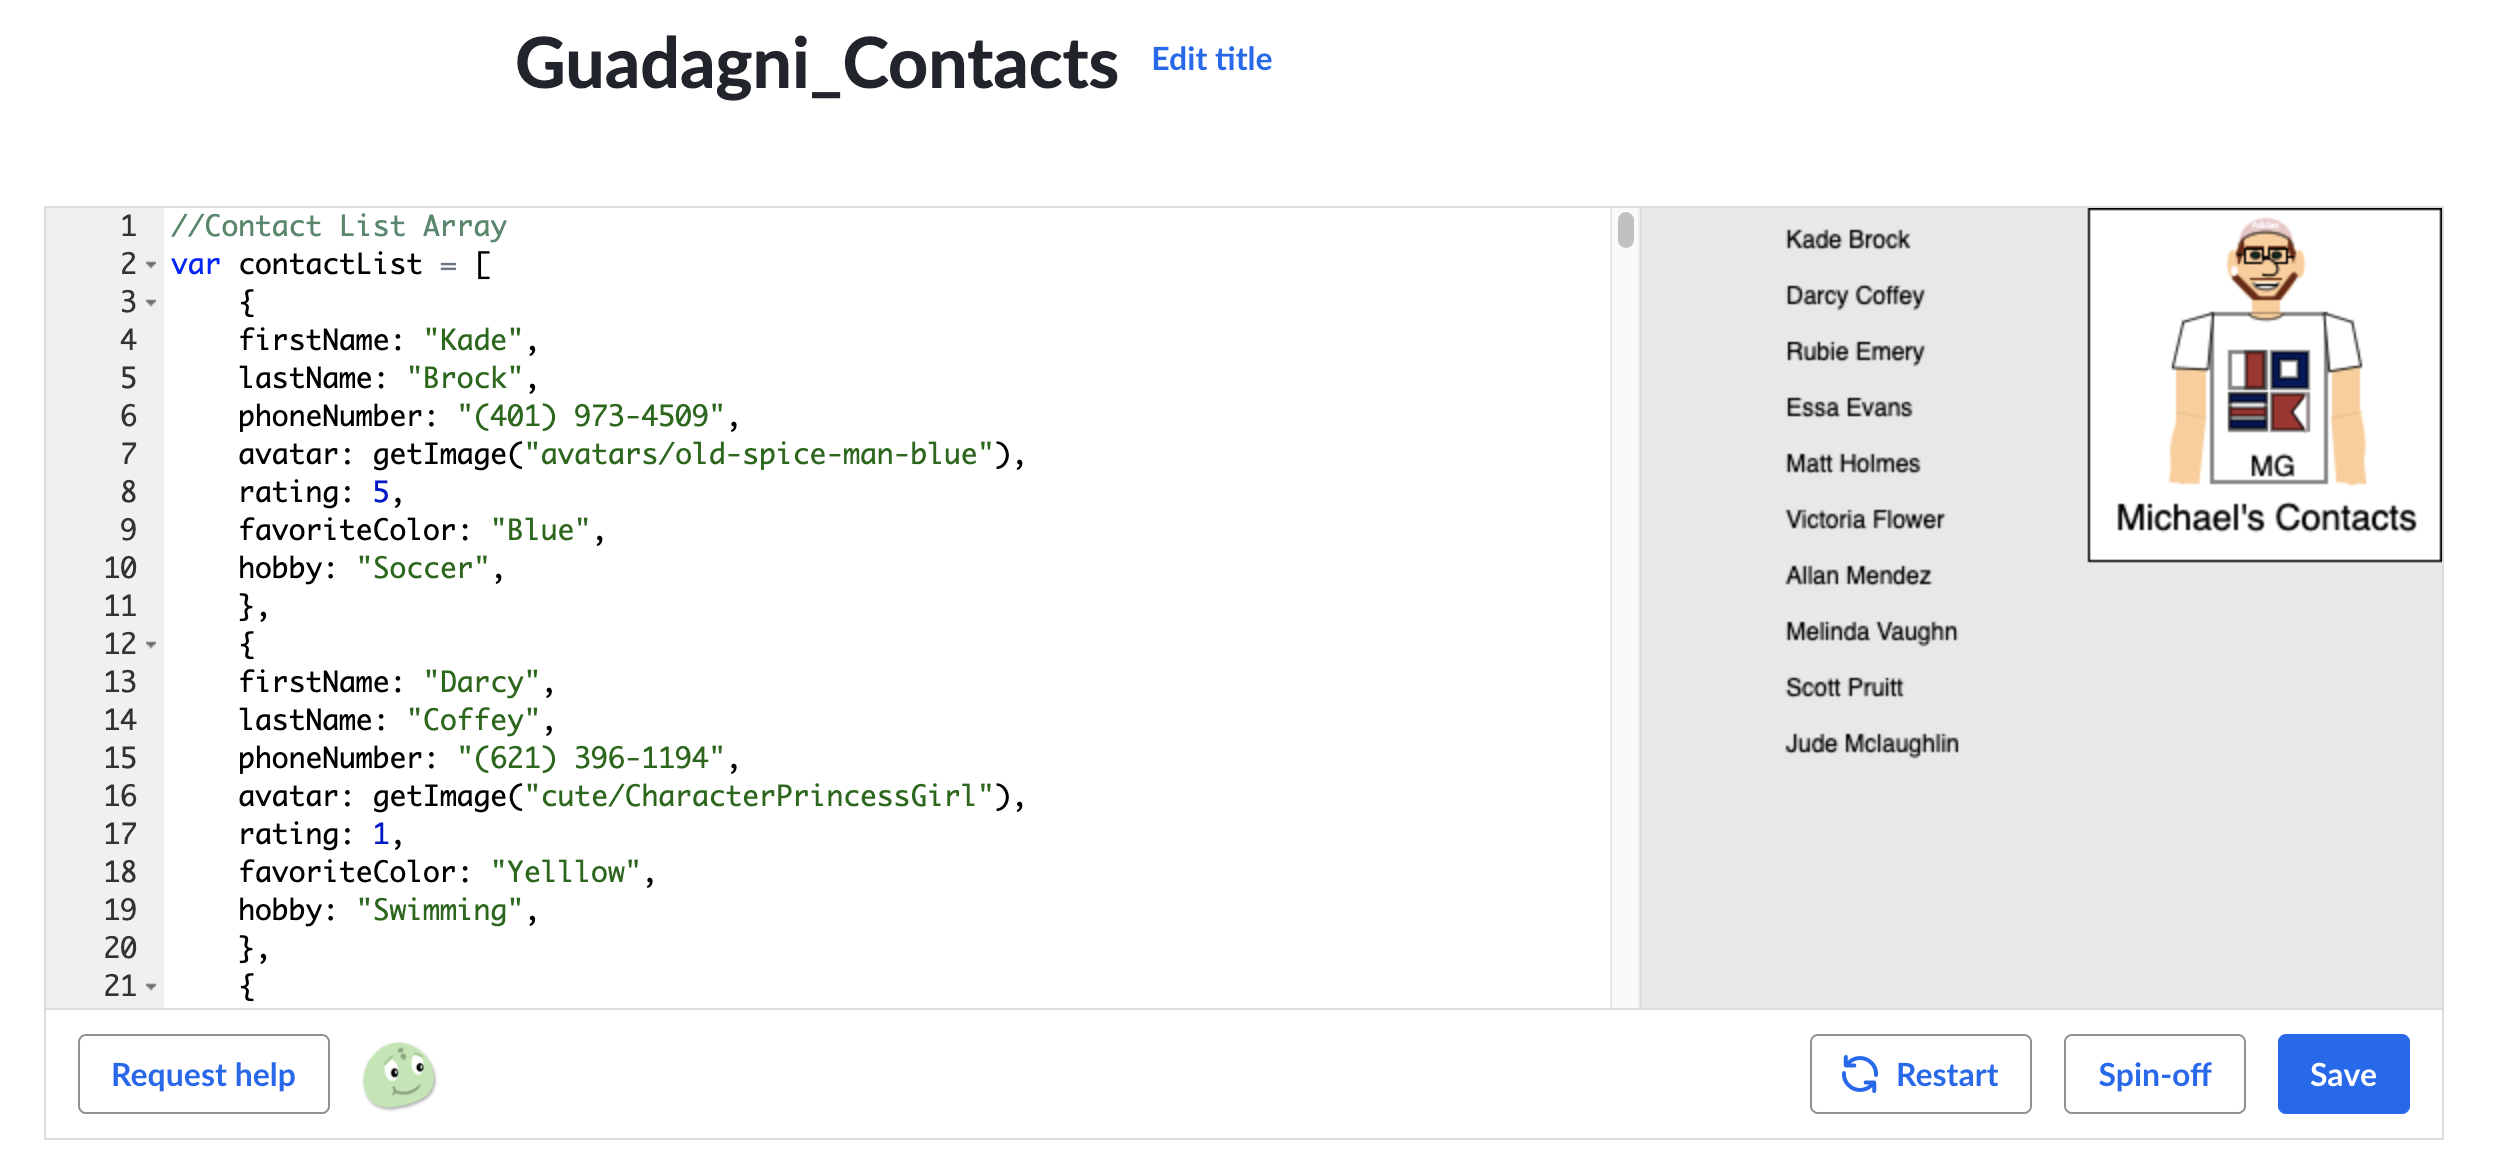 Guadagni_Contacts Edit title
1 //Contact List Array
2 var contactList = [
3 {
4 firstName: "Kade",
5 lastName: "Brock",
6 phoneNumber: "(401) 973-4509",
7 avatar: getImage("avatars/old-spice-man-blue"),
8 rating: 5,
9 favoriteColor: "Blue",
10 hobby: "Soccer",
11 },
12 {
13 firstName: "Darcy",
14 lastName: "Coffey",
15 phoneNumber: "(621) 396-1194",
16 avatar: getImage("cute/CharacterPrincessGirl"),
17 rating: 1,
18 favoriteColor: "Yelllow",
19 hobby: "Swimming",
20 },
21 {
Kade Brock
Darcy Coffey
Rubie Emery
Essa Evans
Matt Holmes
Victoria Flower
Allan Mendez
Melinda Vaughn
Scott Pruitt
Jude Mclaughlin
MG
Michael's Contacts
Request help
Restart
Spin-off
Save